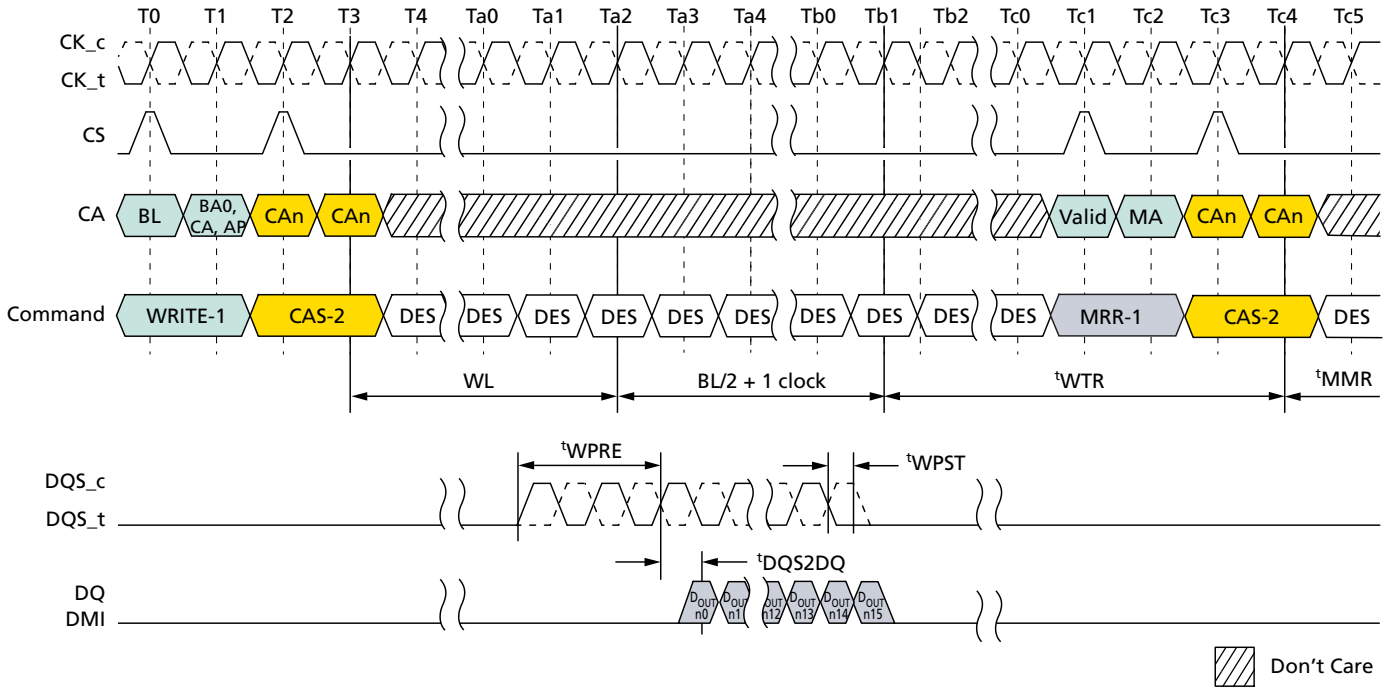 T0 T1 T2 T3 T4 Ta0 Ta1 Ta2 Ta3 Ta4 Tb0 Tb1 Tb2 Tc0 Tc1 Tc2 Tc3 Tc4 Tc5
CK_c
CK_t
CS
CA BL BA0, CA, AP CAn CAn Valid MA CAn CAn
Command WRITE-1 CAS-2 DES DES DES DES DES DES DES DES DES DES MRR-1 CAS-2 DES
WL BL/2 + 1 clock tWTR tMMR
tWPRE tWPST
DQS_c
DQS_t
tDQS2DQ
DQ
DMI
DOUT n0 DOUT n1 DOUT n12 DOUT n13 DOUT n14 DOUT n15
Don't Care